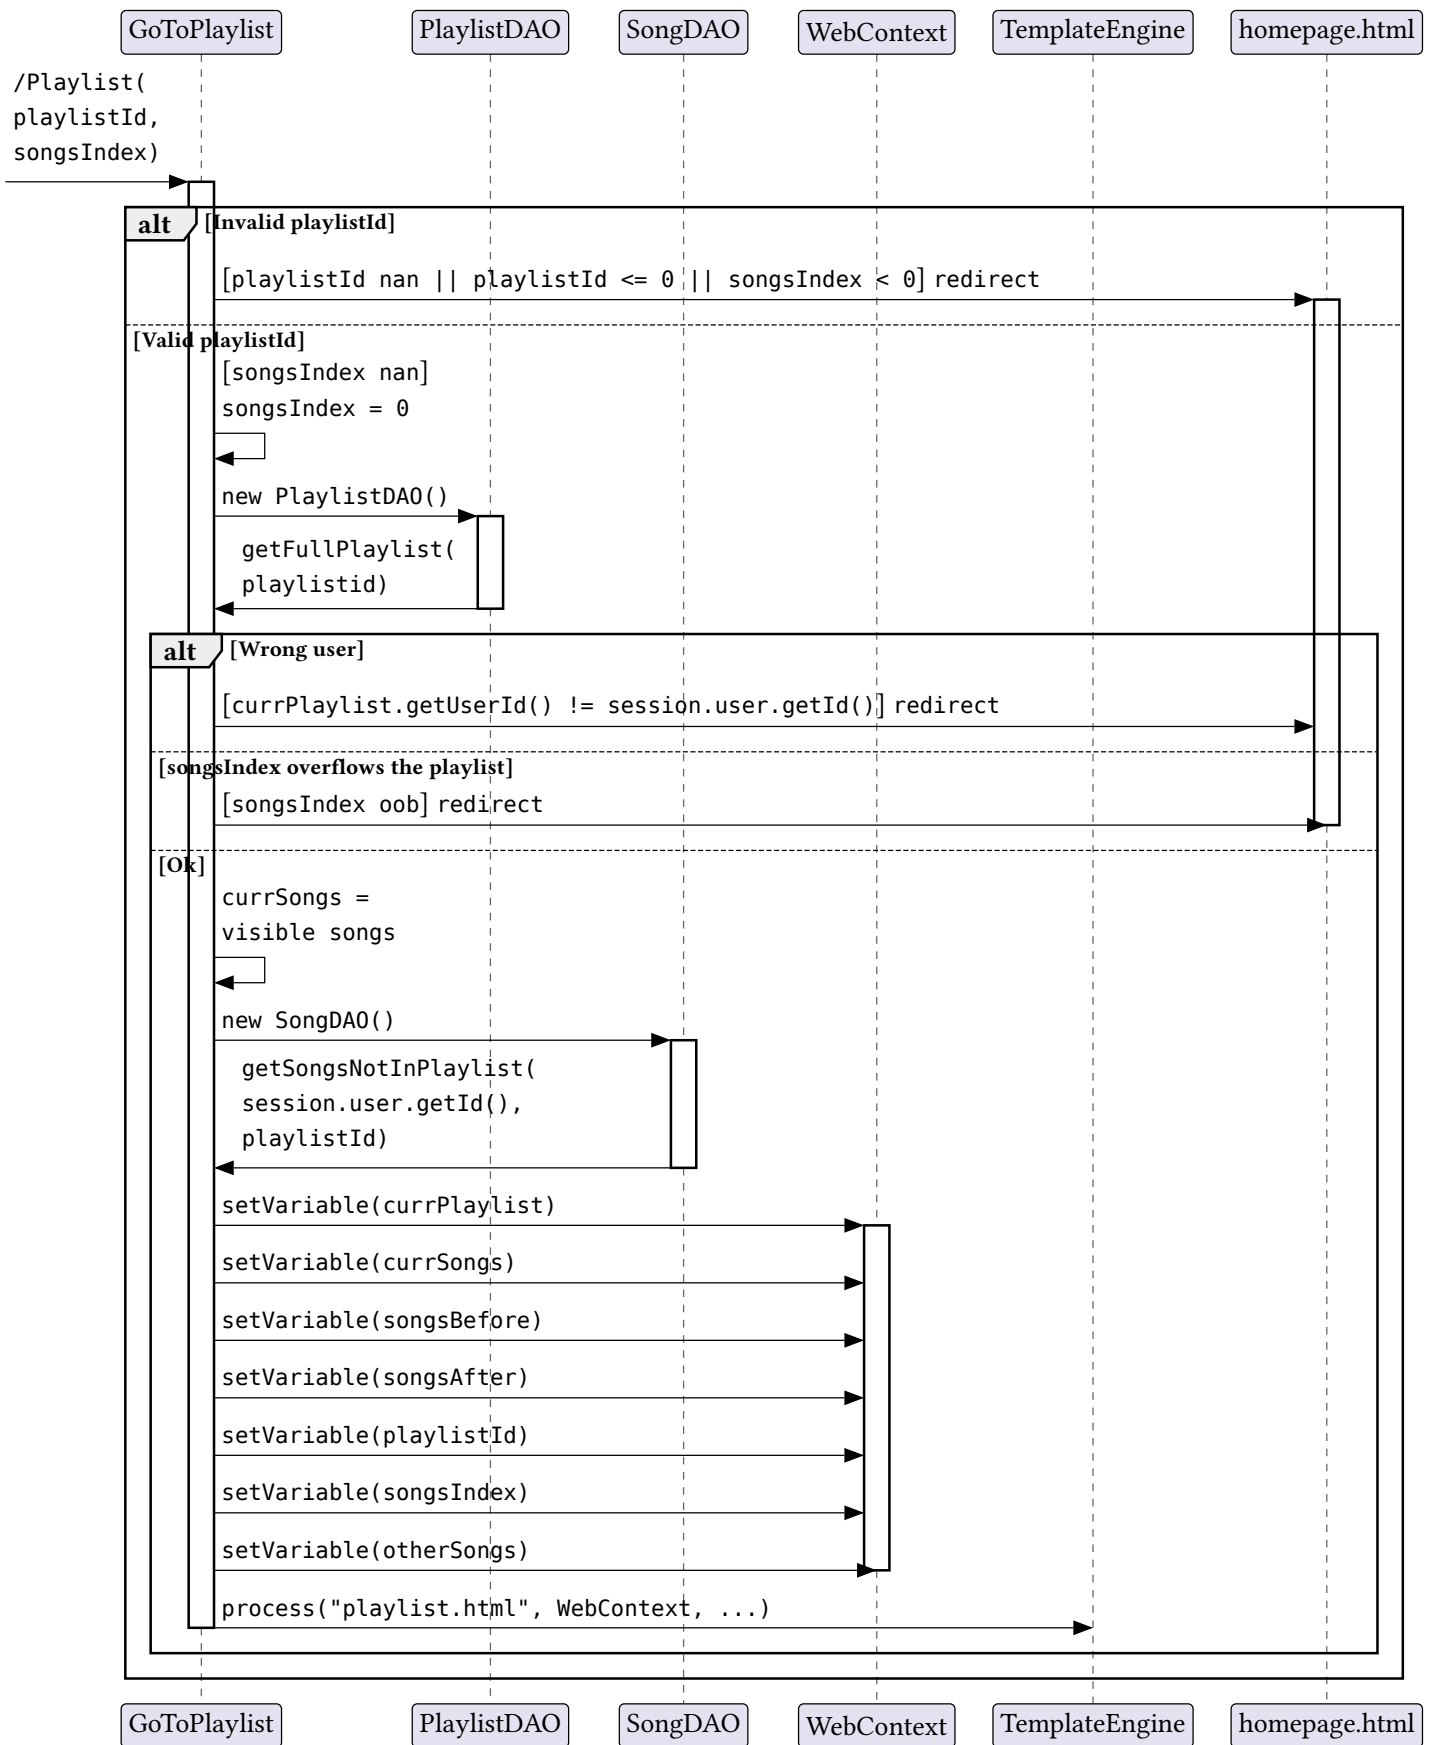 GoToPlaylist PlaylistDAO SongDAO WebContext TemplateEngine homepage.html
/Playlist(
playlistId,
songsIndex)
alt [Invalid playlistId]
[playlistId nan || playlistId <= 0 || songsIndex < 0] redirect
[Valid playlistId]
[songsIndex nan]
songsIndex = 0
new PlaylistDAO()
getFullPlaylist(
playlistid)
alt [Wrong user]
[currPlaylist.getUserId() != session.user.getId()] redirect
[songsIndex overflows the playlist]
[songsIndex oob] redirect
[Ok]
currSongs =
visible songs
new SongDAO()
getSongsNotInPlaylist(
session.user.getId(),
playlistId)
setVariable(currPlaylist)
setVariable(currSongs)
setVariable(songsBefore)
setVariable(songsAfter)
setVariable(playlistId)
setVariable(songsIndex)
setVariable(otherSongs)
process("playlist.html", WebContext, ...)
GoToPlaylist PlaylistDAO SongDAO WebContext TemplateEngine homepage.html